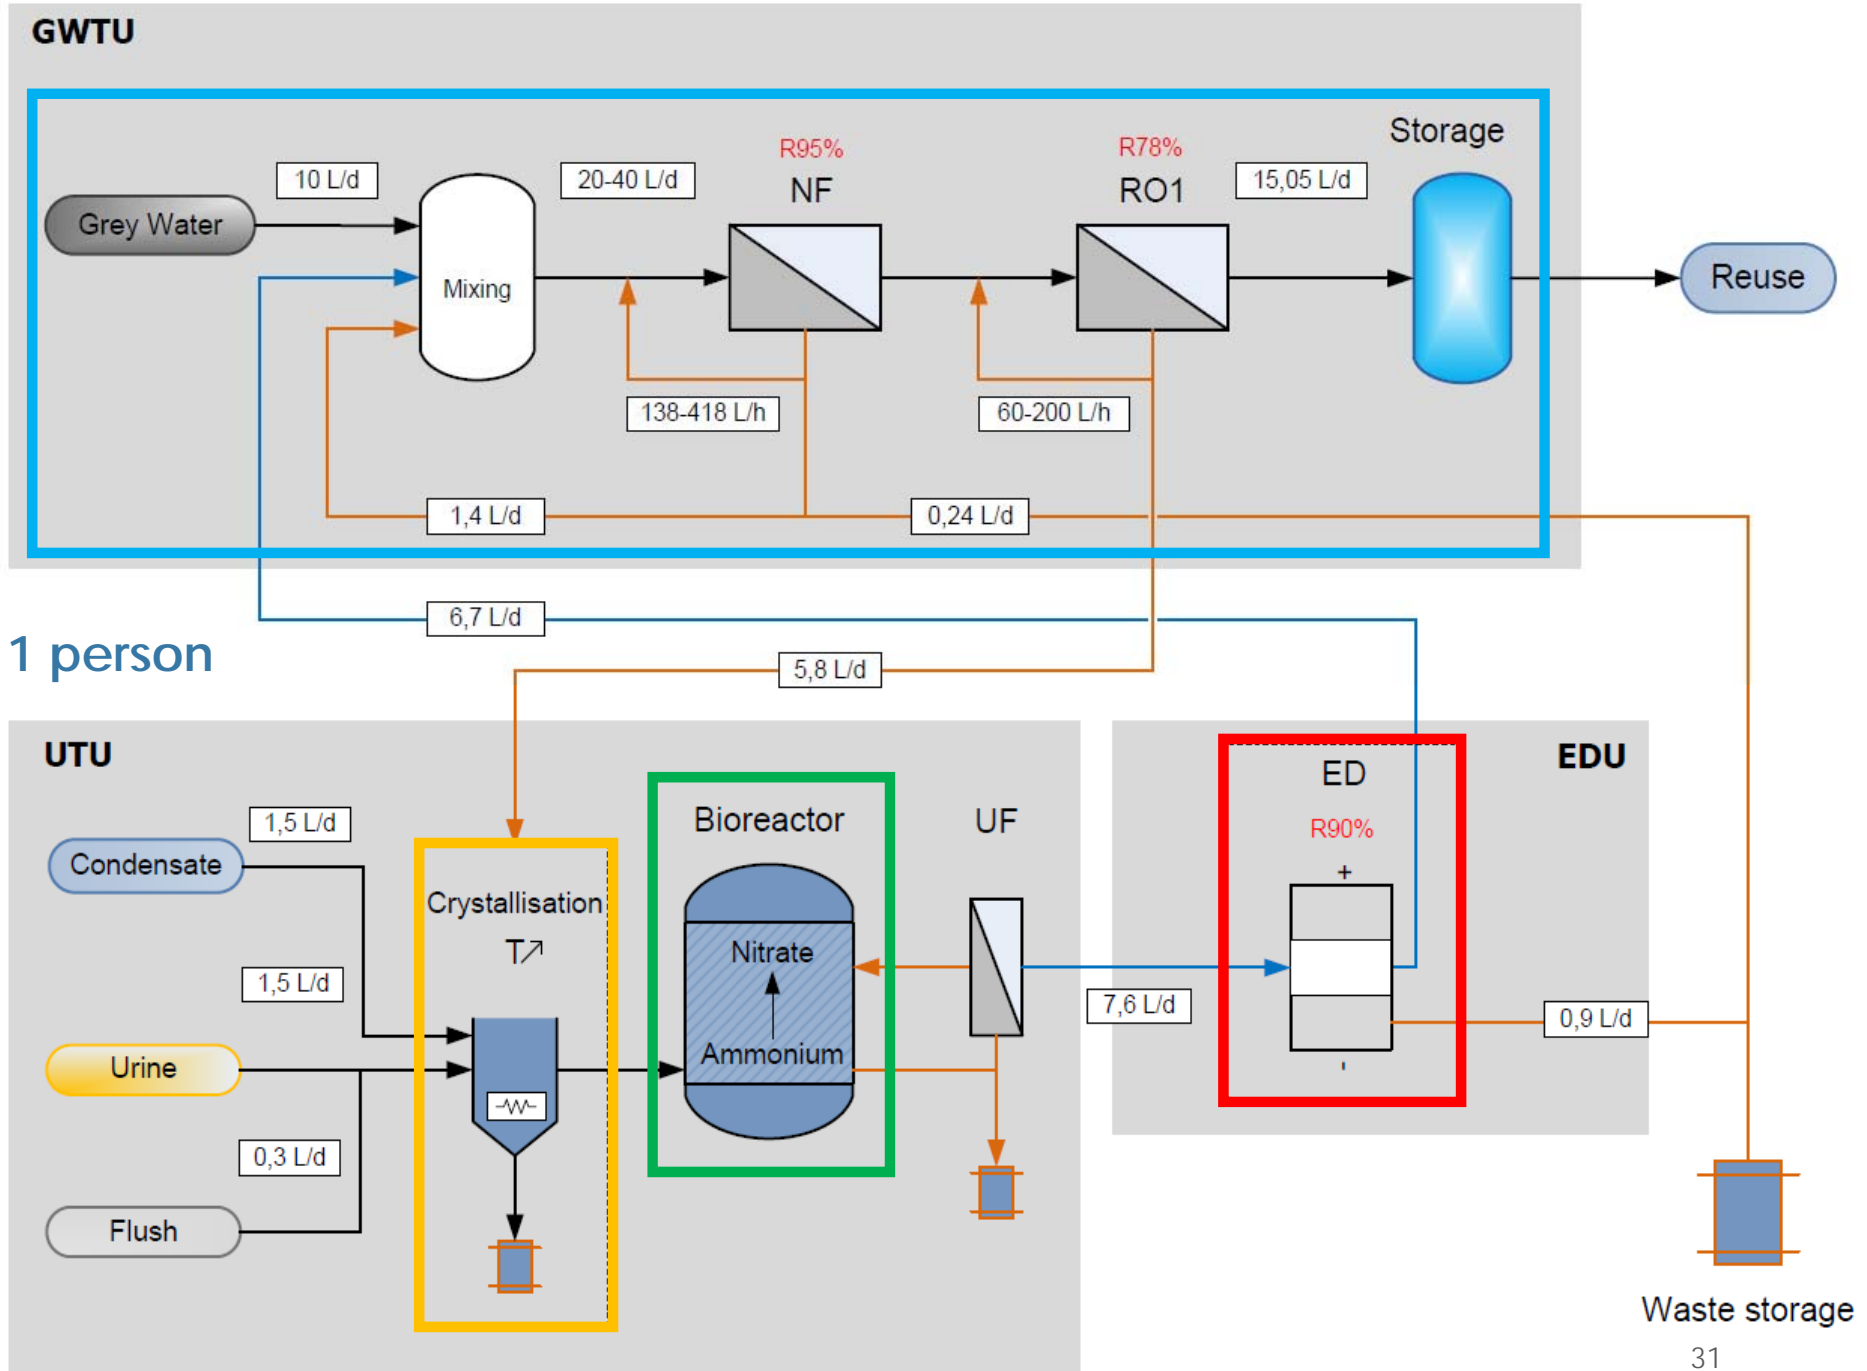 GWTU
Storage
R95%
R78%
10 L/d
20-40 L/d
NF
RO1
15,05 L/d
Grey Water
Mixing
Reuse
138-418 L/h
60-200 L/h
1,4 L/d
0,24 L/d
6,7 L/d
1 person
5,8 L/d
UTU
EDU
ED
1,5 L/d
Bioreactor
UF
R90%
Condensate
+
Crystallisation
T↗
Nitrate
1,5 L/d
7,6 L/d
0,9 L/d
Urine
Ammonium
-
0,3 L/d
Flush
Waste storage
31